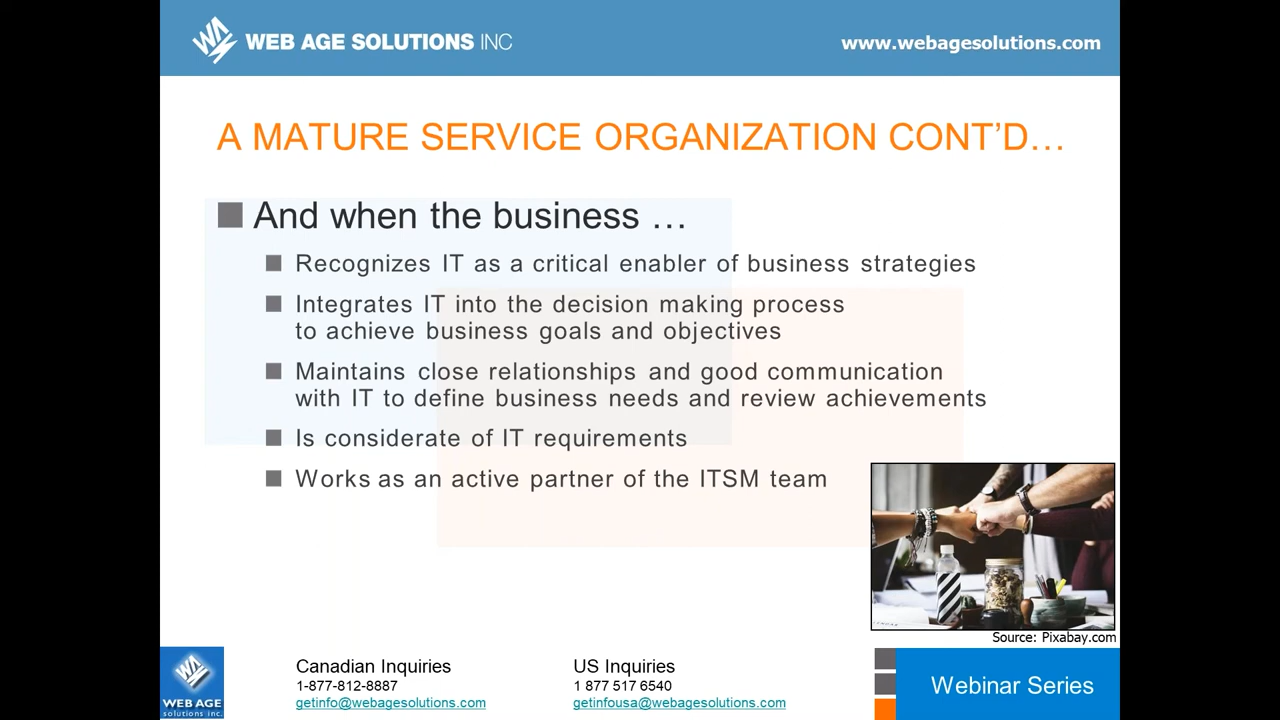 WEB AGE SOLUTIONS INC
www.webagesolutions.com
A MATURE SERVICE ORGANIZATION CONT’D…
And when the business …
Recognizes IT as a critical enabler of business strategies
Integrates IT into the decision making process
to achieve business goals and objectives
Maintains close relationships and good communication
with IT to define business needs and review achievements
Is considerate of IT requirements
Works as an active partner of the ITSM team
Source: Pixabay.com
WEB AGE
solutions inc.
Canadian Inquiries
1-877-812-8887
getinfo@webagesolutions.com
US Inquiries
1 877 517 6540
getinfousa@webagesolutions.com
Webinar Series